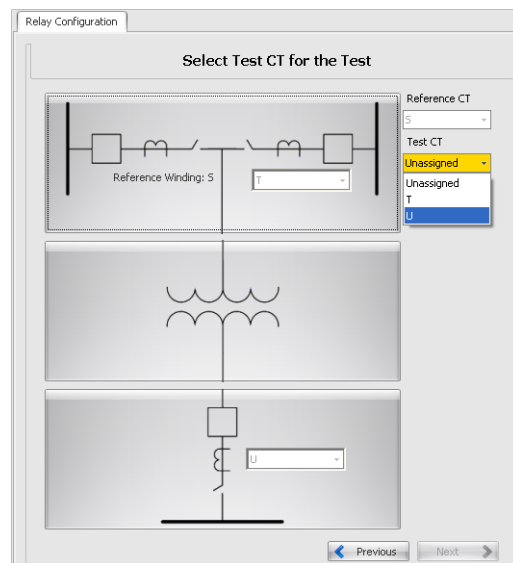 Relay Configuration
Select Test CT for the Test
Reference CT
S
Test CT
Unassigned
Unassigned
T
U
Reference Winding: S
T
U
Previous
Next